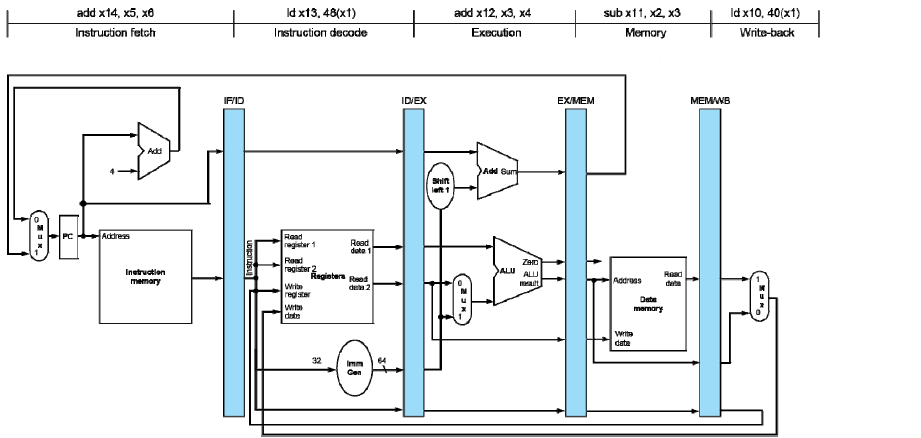 add x14, x5, x6
ld x13, 48(x1)
add x12, x3, x4
sub x11, x2, x3
ld x10, 40(x1)
Instruction fetch
Instruction decode
Execution
Memory
Write-back
IF/ID
ID/EX
EX/MEM
MEM/WB
Add
4
Shift
left 1
Add Sum
0
M
u
x
1
PC
Address
Instruction
memory
Instruction
Read
register 1
Read
register 2
Registers
Write
register
Write
data
Read
data 1
Read
data 2
0
M
u
x
1
ALU
Zero
ALU
result
Address
Read
data
Data
memory
Write
data
1
M
u
x
0
32
Imm
Gen
64